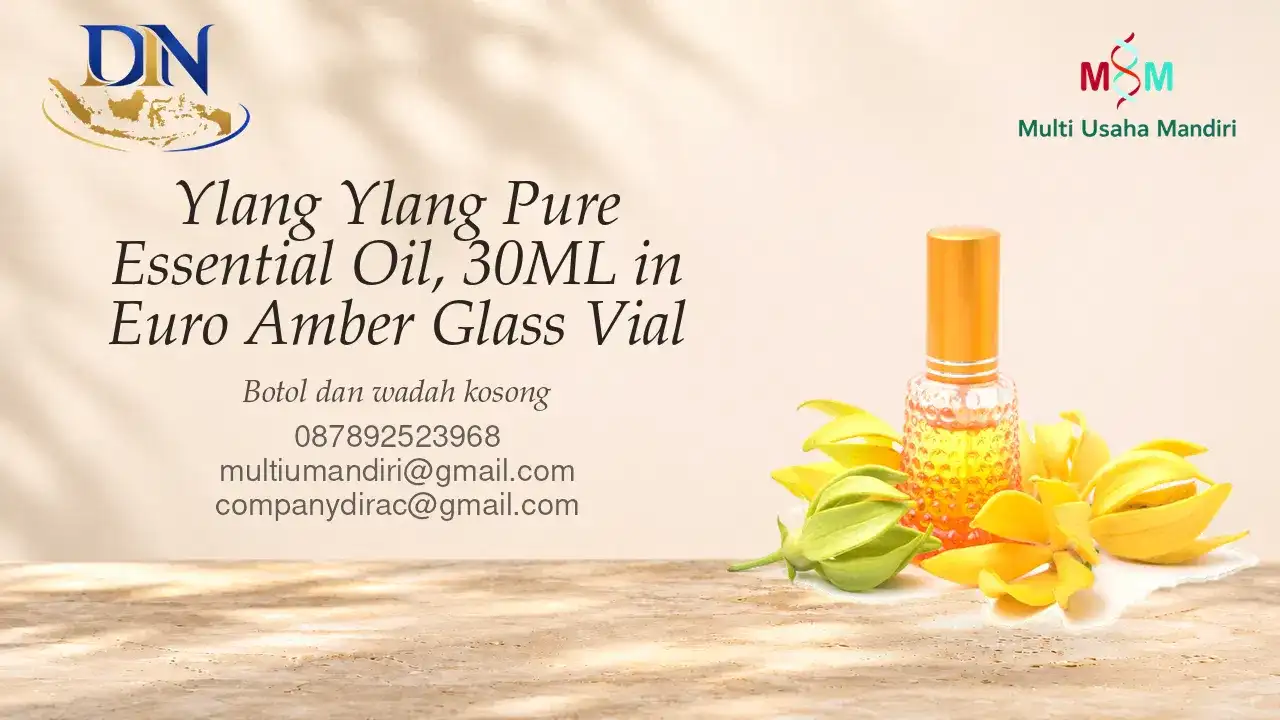 DIN
M M
Multi Usaha Mandiri
Ylang Ylang Pure
Essential Oil, 30ML in
Euro Amber Glass Vial
Botol dan wadah kosong
087892523968
multiumandiri@gmail.com
companydirac@gmail.com